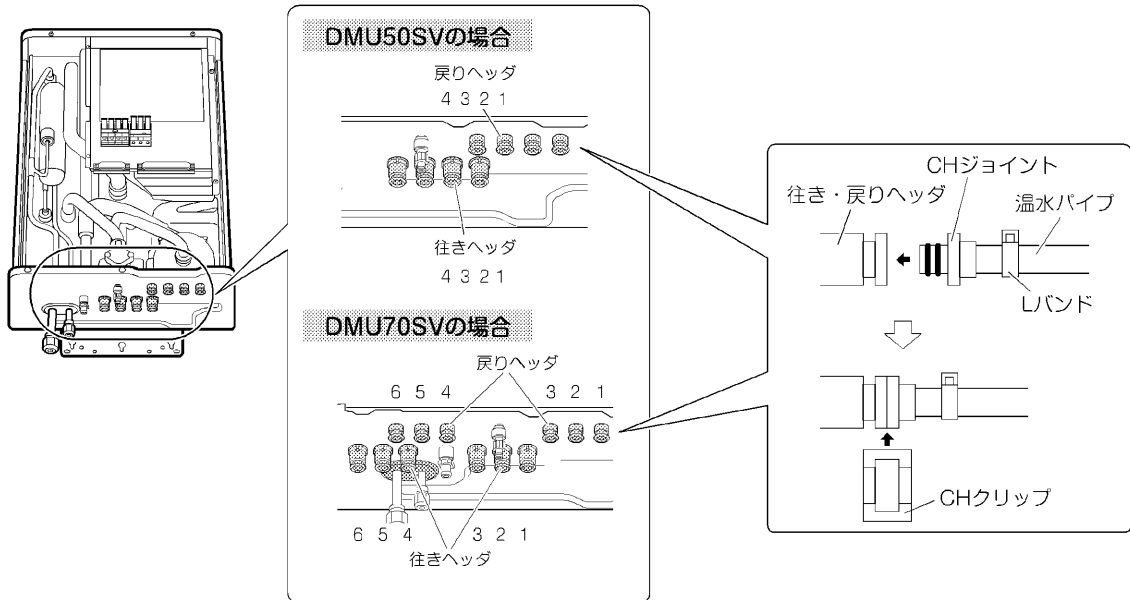 DMU50SVの場合
戻りヘッダ
4 3 2 1
往きヘッダ
4 3 2 1
DMU70SVの場合
戻りヘッダ
6 5 4 3 2 1
6 5 4 3 2 1
往きヘッダ
CHジョイント
往き・戻りヘッダ
温水パイプ
Lバンド
CHクリップ